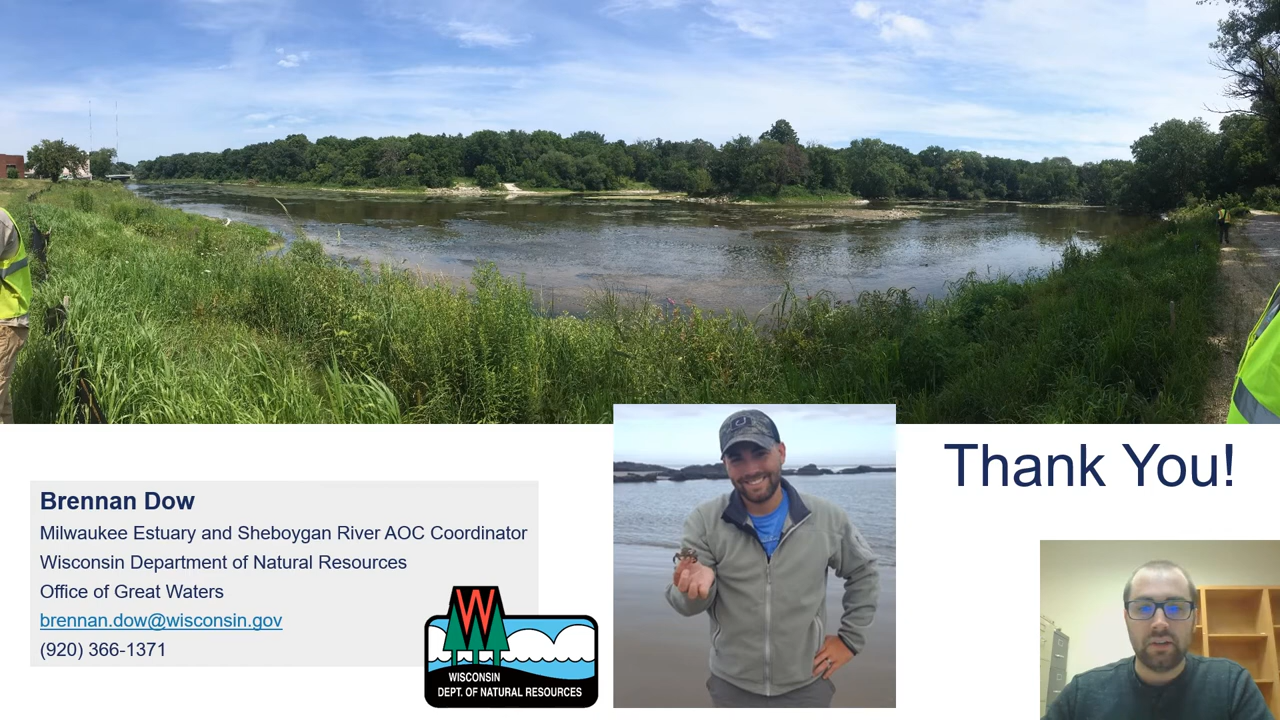 Thank You!
Brennan Dow
Milwaukee Estuary and Sheboygan River AOC Coordinator
Wisconsin Department of Natural Resources
Office of Great Waters
brennan.dow@wisconsin.gov
(920) 366-1371
W
WISCONSIN
DEPT. OF NATURAL RESOURCES